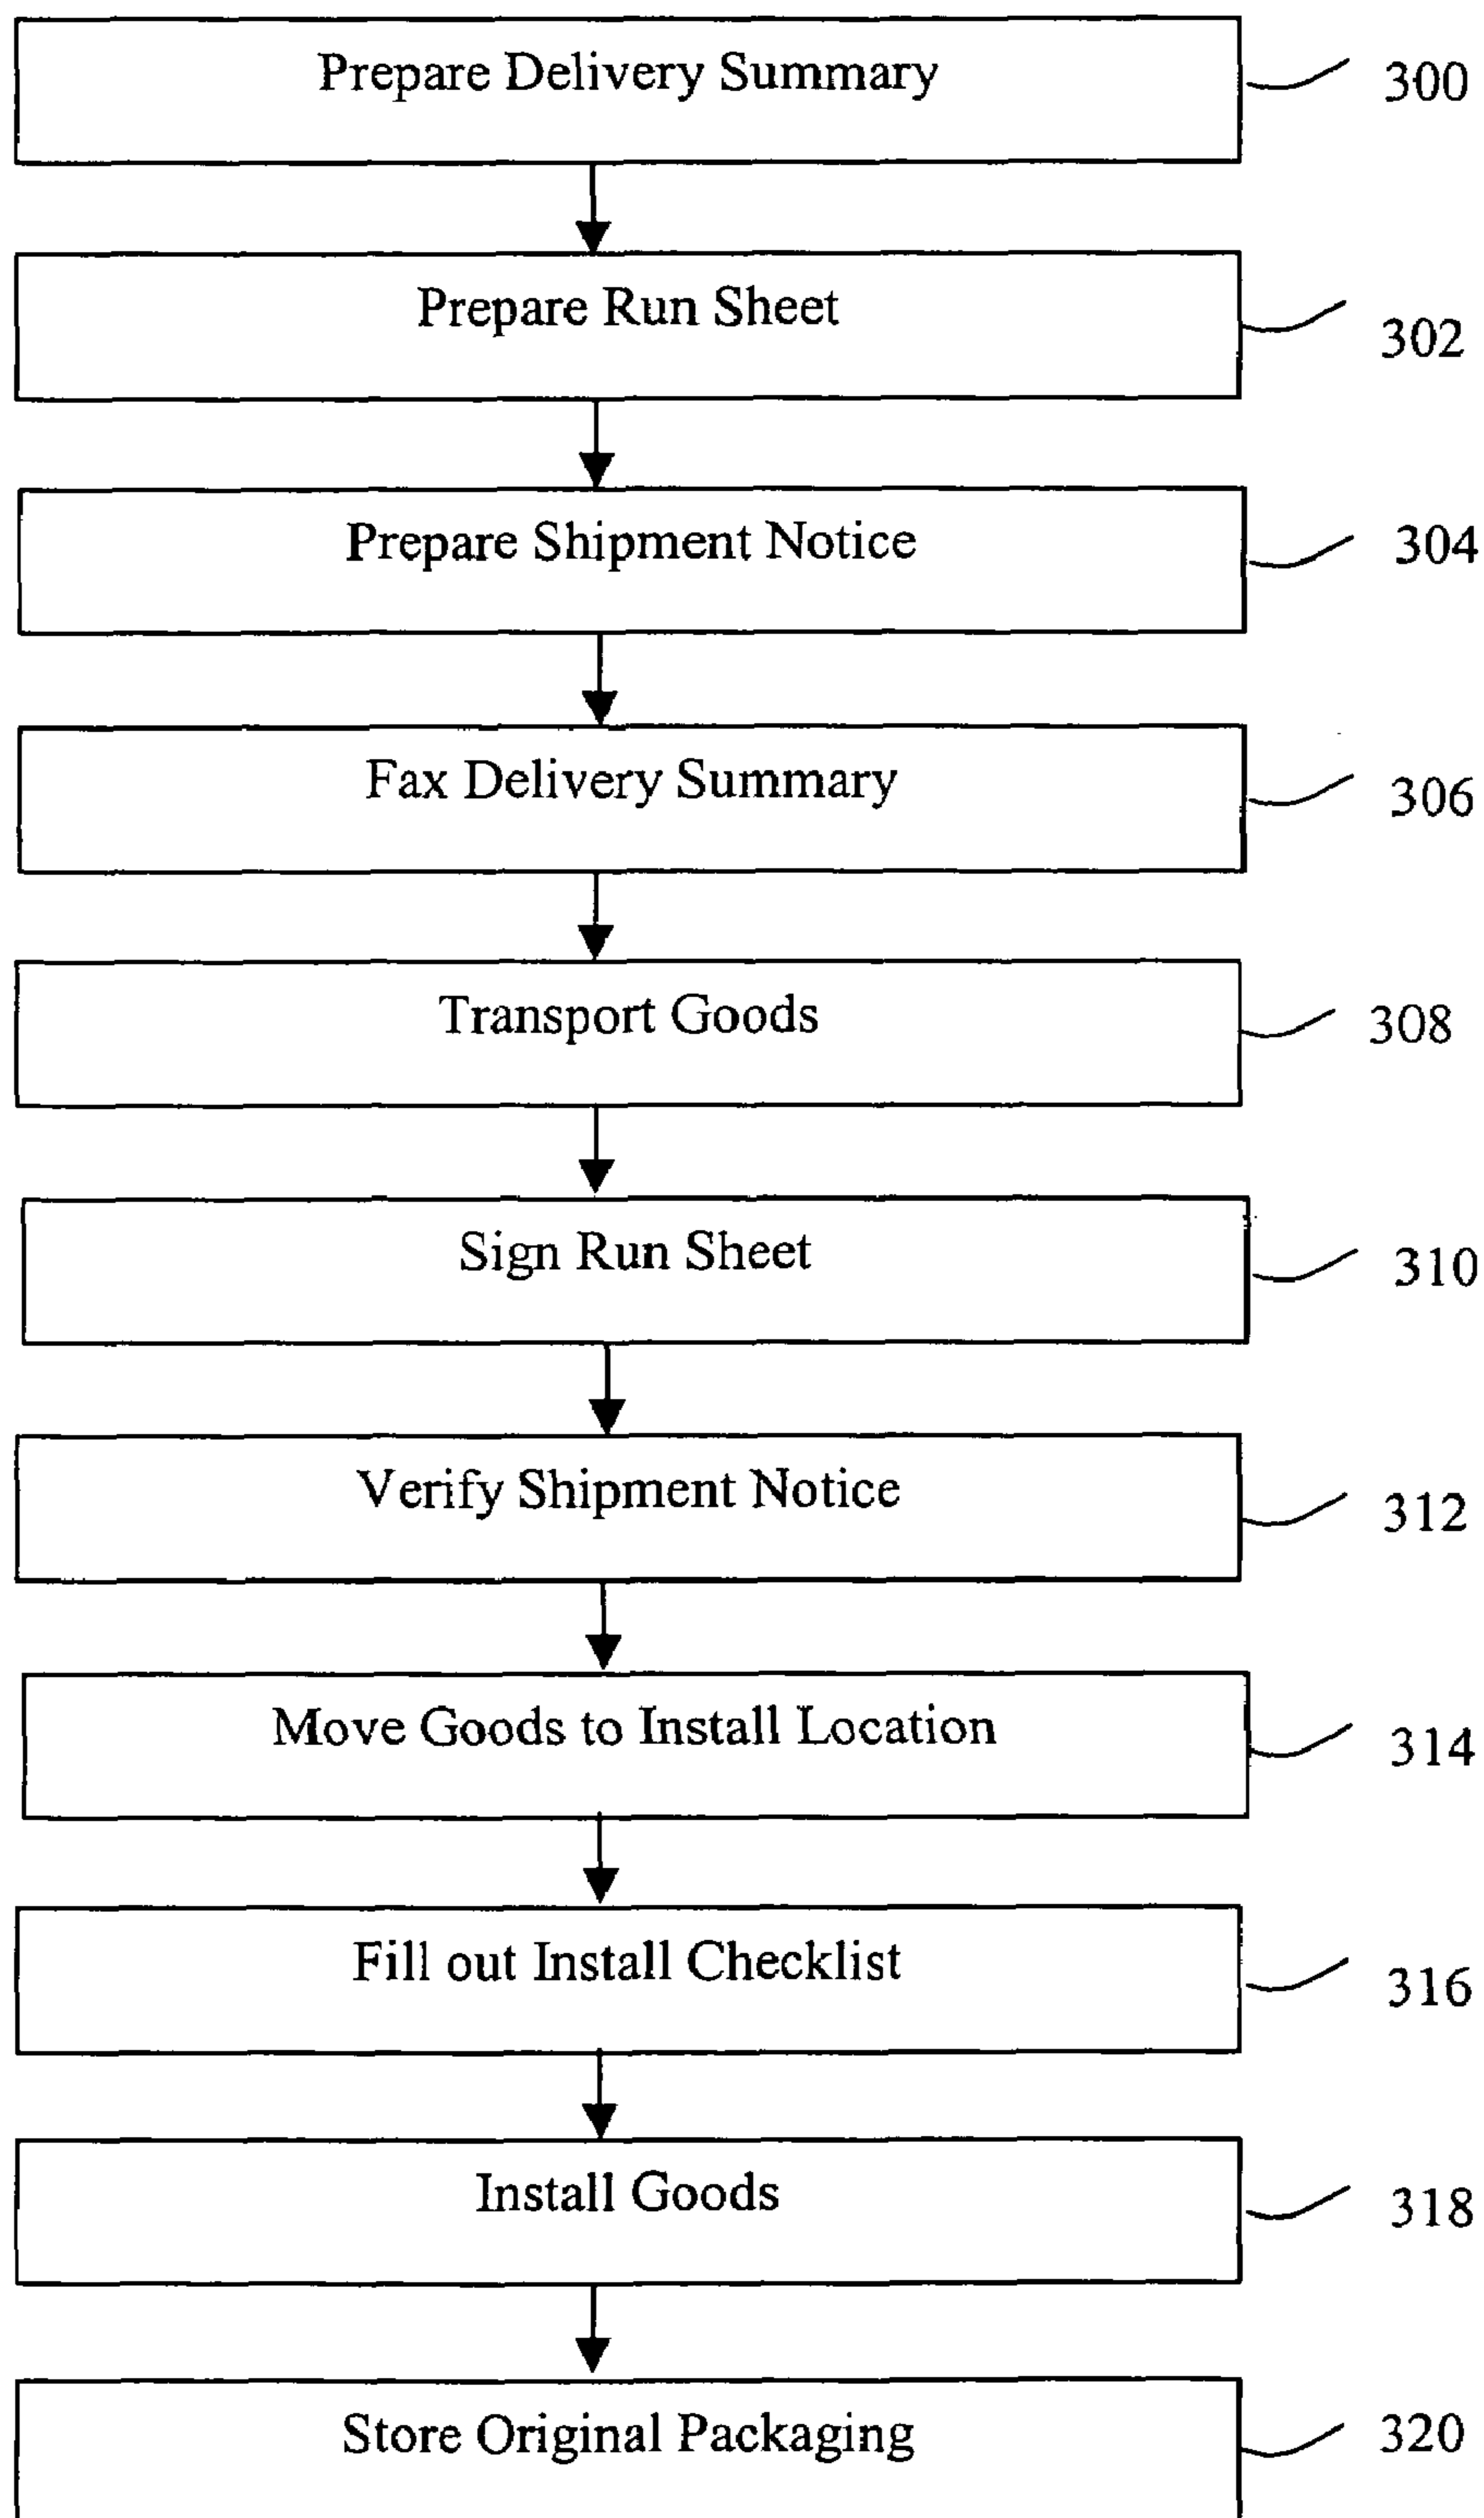 Prepare Delivery Summary 300
Prepare Run Sheet 302
Prepare Shipment Notice 304
Fax Delivery Summary 306
Transport Goods 308
Sign Run Sheet 310
Verify Shipment Notice 312
Move Goods to Install Location 314
Fill out Install Checklist 316
Install Goods 318
Store Original Packaging 320